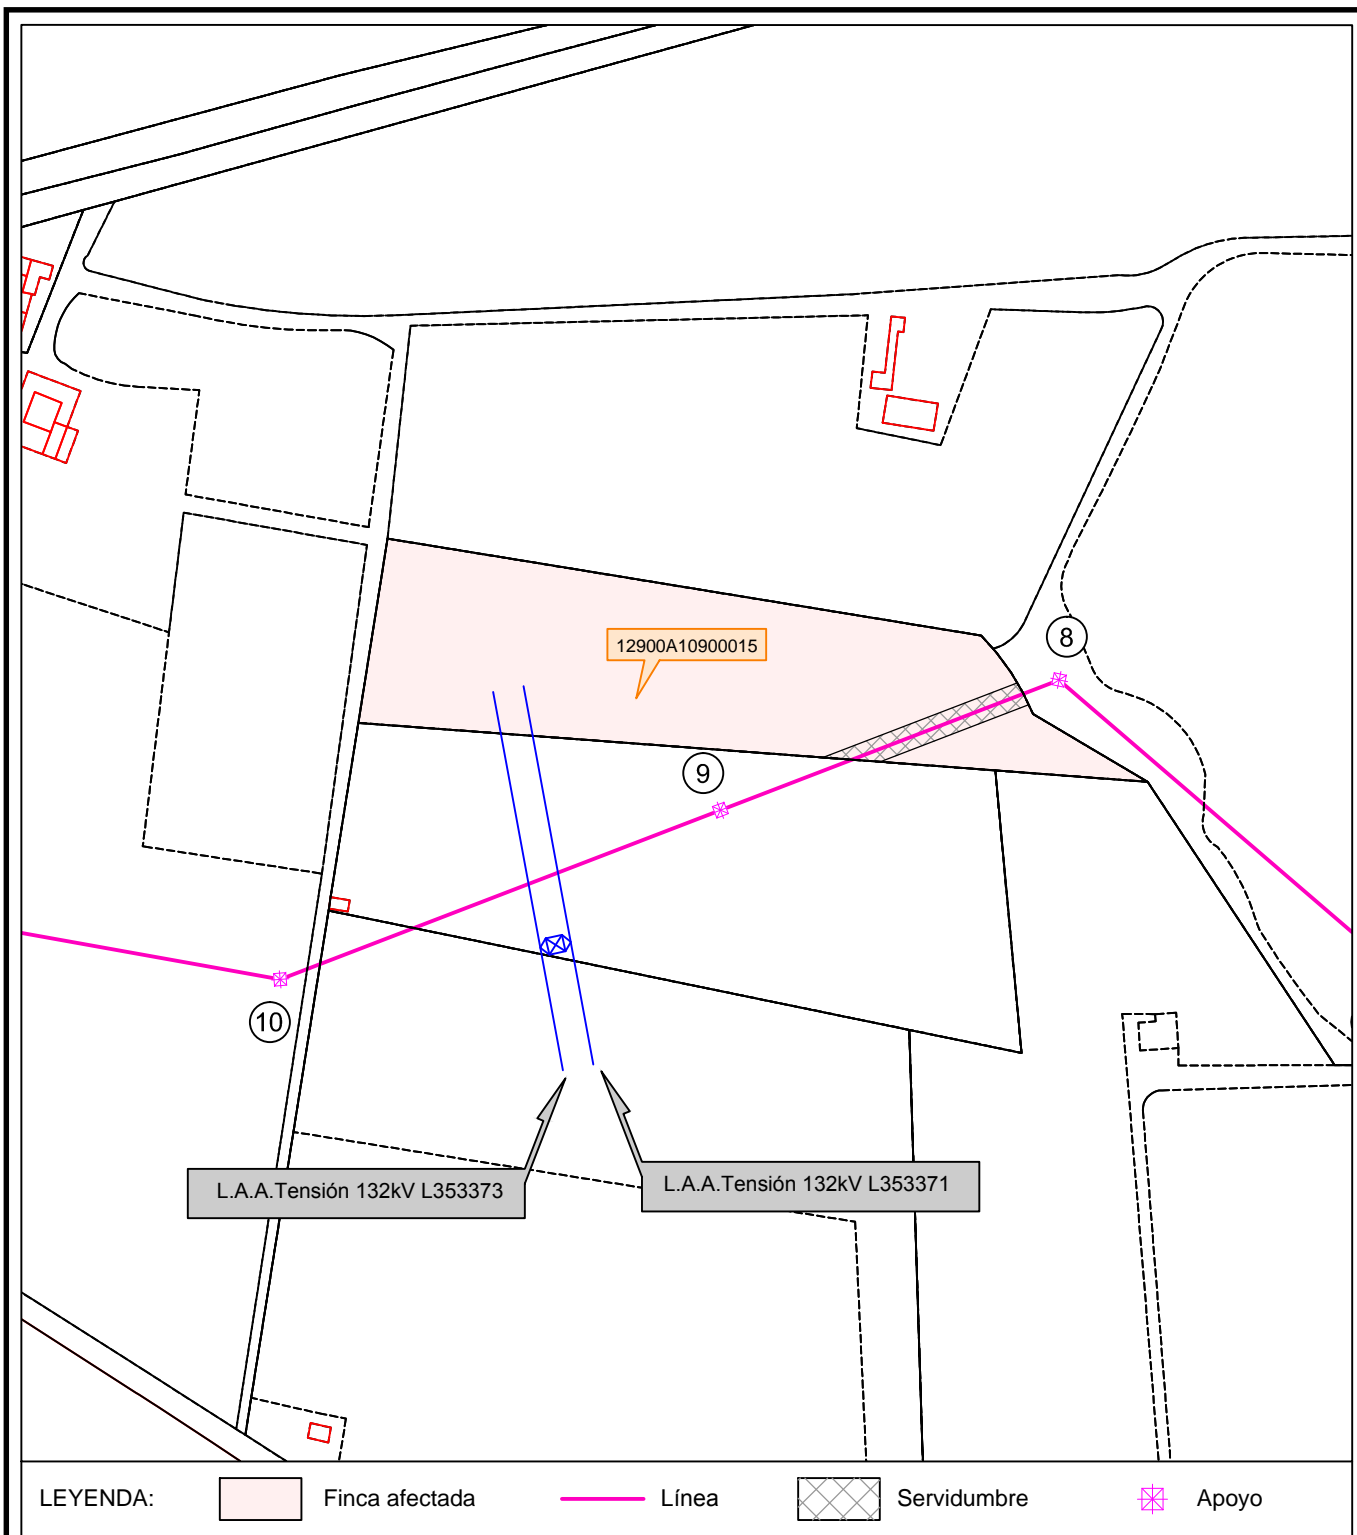 12900A10900015
8
9
10
L.A.A.Tensión 132kV L353373
L.A.A.Tensión 132kV L353371
LEYENDA:
Finca afectada
Línea
Servidumbre
Apoyo